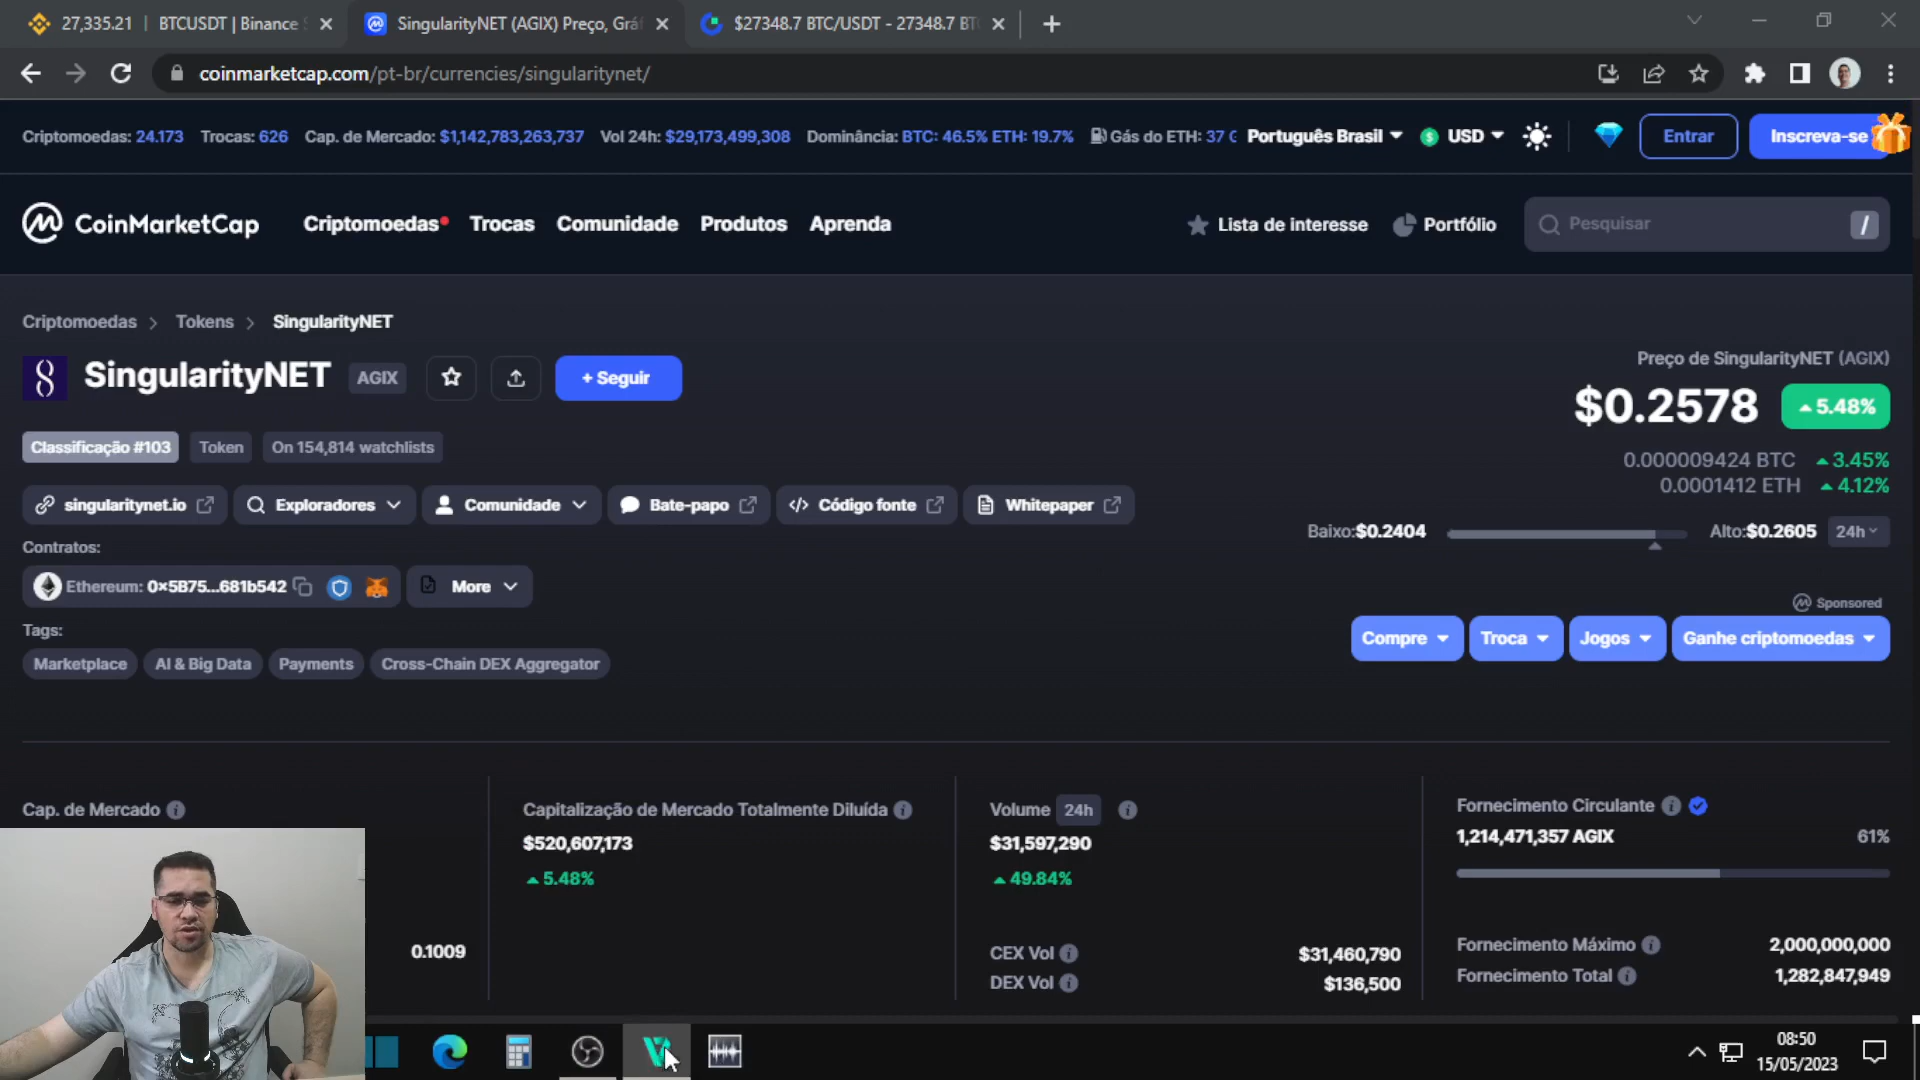 27,335.21 | BTCUSDT | Binance S
SingularityNET (AGIX) Preço, Gráf
$27348.7 BTC/USDT - 27348.7 BT
coinmarketcap.com/pt-br/currencies/singularitynet/
Criptomoedas: 24.173 Trocas: 626 Cap. de Mercado: $1,142,783,263,737 Vol 24h: $29,173,499,308 Dominância: BTC: 46.5% ETH: 19.7% Gás do ETH: 37 G Português Brasil USD Entrar Inscreva-se
CoinMarketCap Criptomoedas Trocas Comunidade Produtos Aprenda Lista de interesse Portfólio Pesquisar /
Criptomoedas > Tokens > SingularityNET
SingularityNET AGIX + Seguir
Classificação #103 Token On 154,814 watchlists
singularitynet.io Exploradores Comunidade Bate-papo Código fonte Whitepaper
Contratos:
Ethereum: 0x5B75...681b542 More
Tags:
Marketplace AI & Big Data Payments Cross-Chain DEX Aggregator
Preço de SingularityNET (AGIX)
$0.2578 5.48%
0.000009424 BTC 3.45%
0.0001412 ETH 4.12%
Baixo:$0.2404 Alto:$0.2605 24h
Sponsored
Compre Troca Jogos Ganhe criptomoedas
Cap. de Mercado
0.1009
Capitalização de Mercado Totalmente Diluída
$520,607,173
5.48%
Volume 24h
$31,597,290
49.84%
CEX Vol $31,460,790
DEX Vol $136,500
Fornecimento Circulante
1,214,471,357 AGIX 61%
Fornecimento Máximo 2,000,000,000
Fornecimento Total 1,282,847,949
08:50
15/05/2023